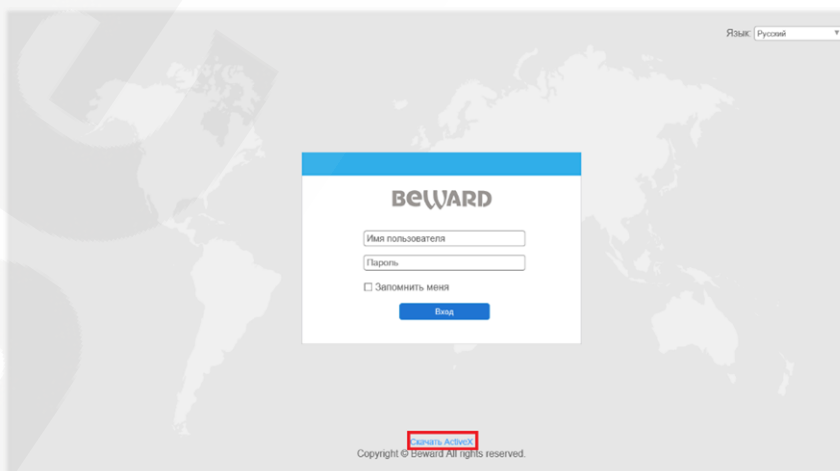 Язык: Русский
BEWARD
Имя пользователя
Пароль
Запомнить меня
Вход
Скачать ActiveX
Copyright © Beward All rights reserved.